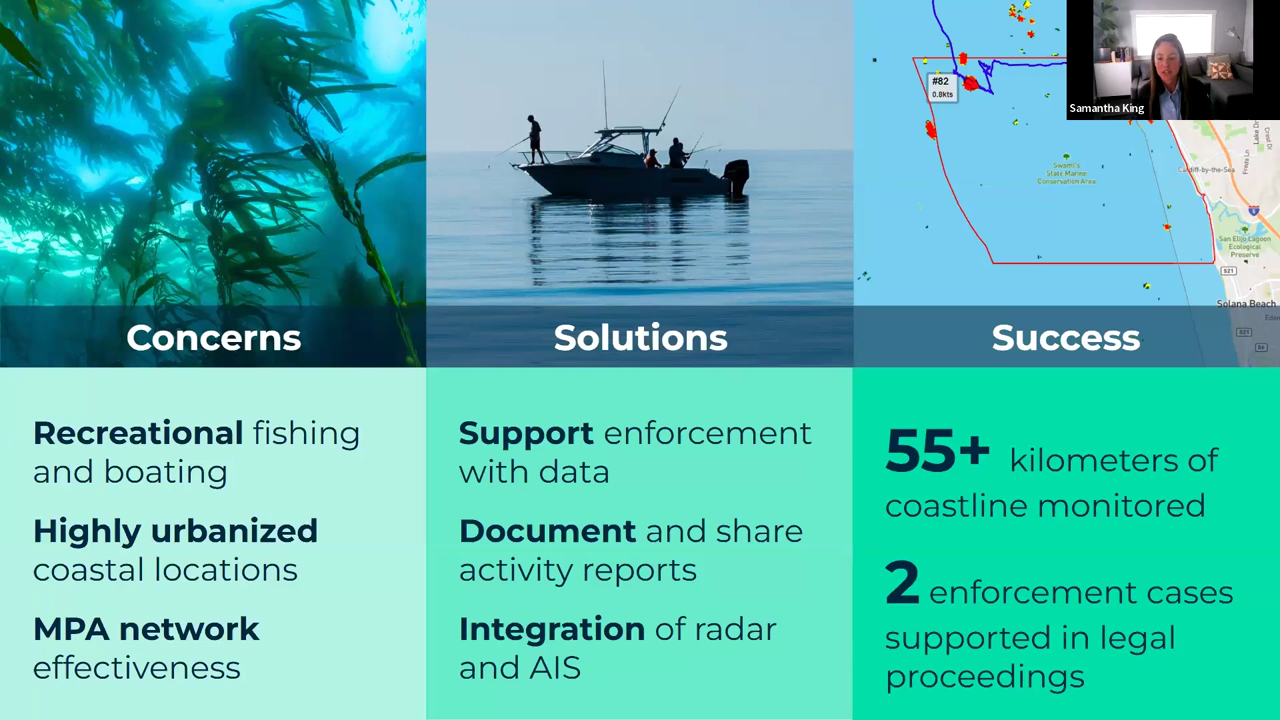 #82
0.8kts
Samantha King
Swami's
State Marine
Conservation Area
Cardiff-by-the-Sea
San Elijo Lagoon
Ecological
Preserve
S21
Solana Beach
S21
Concerns
Solutions
Success
Recreational fishing
and boating
Highly urbanized
coastal locations
MPA network
effectiveness
Support enforcement
with data
Document and share
activity reports
Integration of radar
and AIS
55+ kilometers of
coastline monitored
2 enforcement cases
supported in legal
proceedings